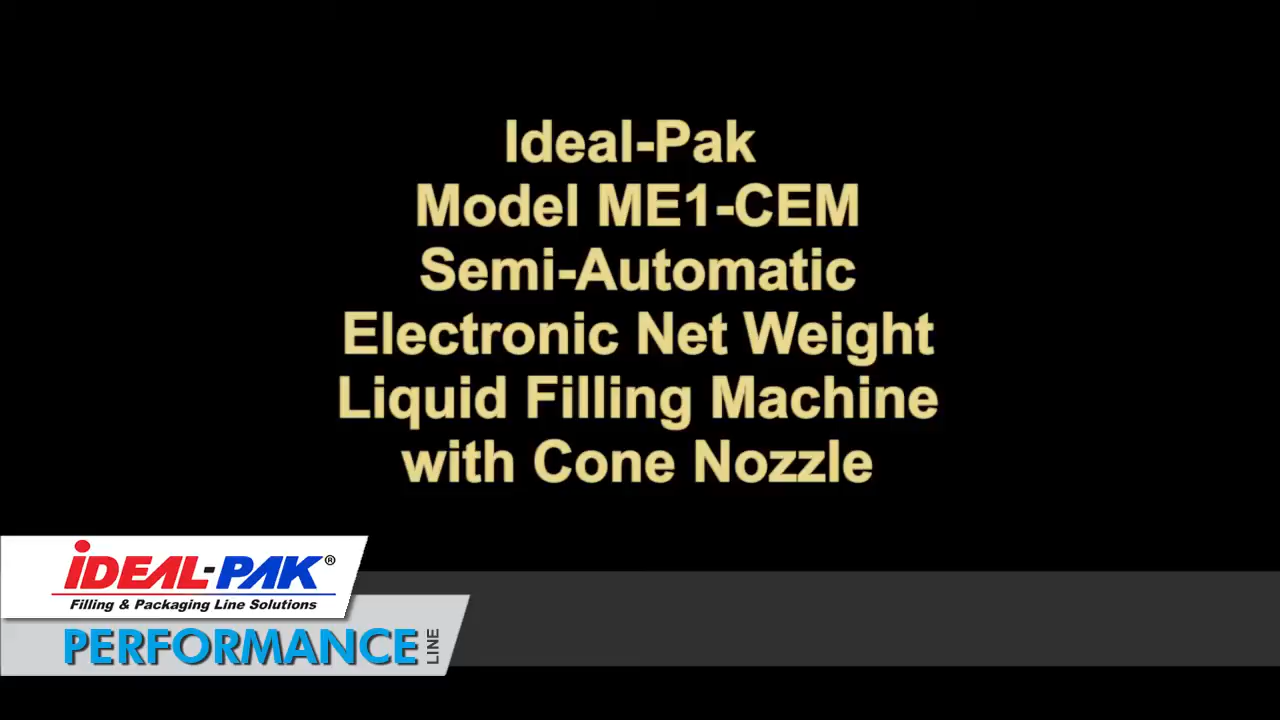 Ideal-Pak
Model ME1-CEM
Semi-Automatic
Electronic Net Weight
Liquid Filling Machine
with Cone Nozzle
iDEAL-PAK®
Filling & Packaging Line Solutions
PERFORMANCE LINE